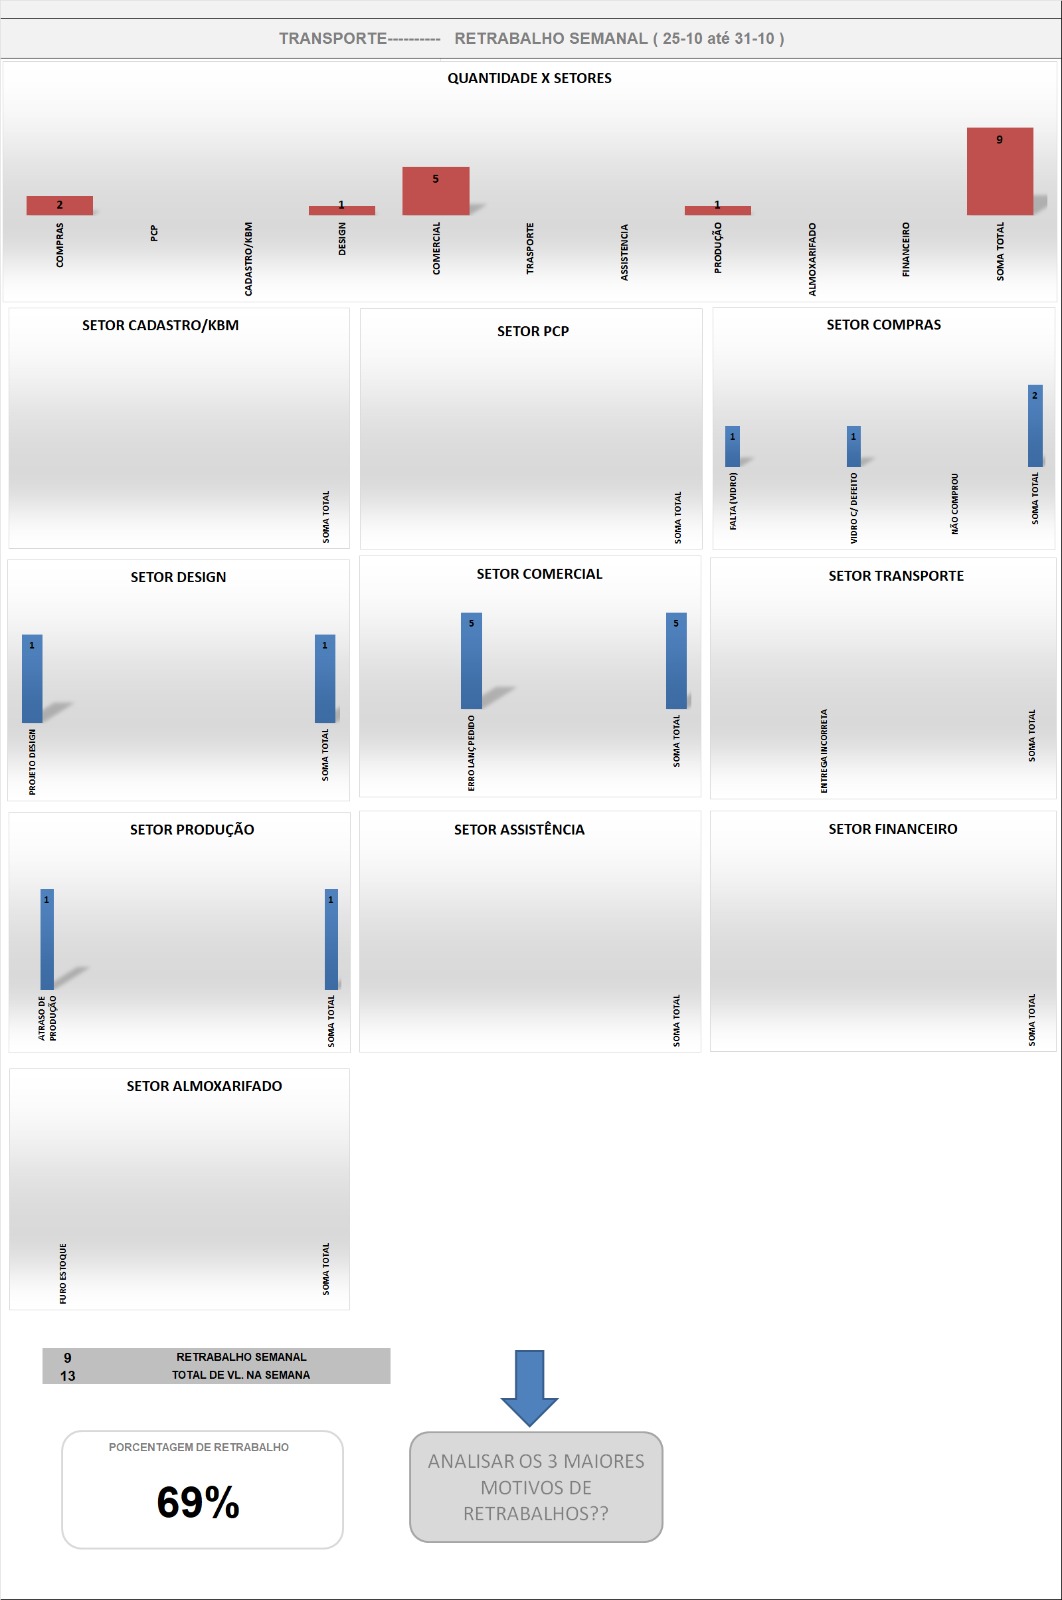 TRANSPORTE----------   RETRABALHO SEMANAL ( 25-10 até 31-10 )
QUANTIDADE X SETORES
2
1
5
1
9
COMPRAS
PCP
CADASTRO/KBM
DESIGN
COMERCIAL
TRASPORTE
ASSISTENCIA
PRODUÇÃO
ALMOXARIFADO
FINANCEIRO
SOMA TOTAL
SETOR CADASTRO/KBM
SOMA TOTAL
SETOR PCP
SOMA TOTAL
SETOR COMPRAS
1
1
2
FALTA (VIDRO)
VIDRO C/ DEFEITO
NÃO COMPROU
SOMA TOTAL
SETOR DESIGN
1
1
PROJETO DESIGN
SOMA TOTAL
SETOR COMERCIAL
5
5
ERRO LANÇ PEDIDO
SOMA TOTAL
SETOR TRANSPORTE
ENTREGA INCORRETA
SOMA TOTAL
SETOR PRODUÇÃO
1
1
ATRASO DE
PRODUÇÃO
SOMA TOTAL
SETOR ASSISTÊNCIA
SOMA TOTAL
SETOR FINANCEIRO
SOMA TOTAL
SETOR ALMOXARIFADO
FURO ESTOQUE
SOMA TOTAL
9 RETRABALHO SEMANAL
13 TOTAL DE VL. NA SEMANA
PORCENTAGEM DE RETRABALHO
69%
ANALISAR OS 3 MAIORES
MOTIVOS DE
RETRABALHOS??